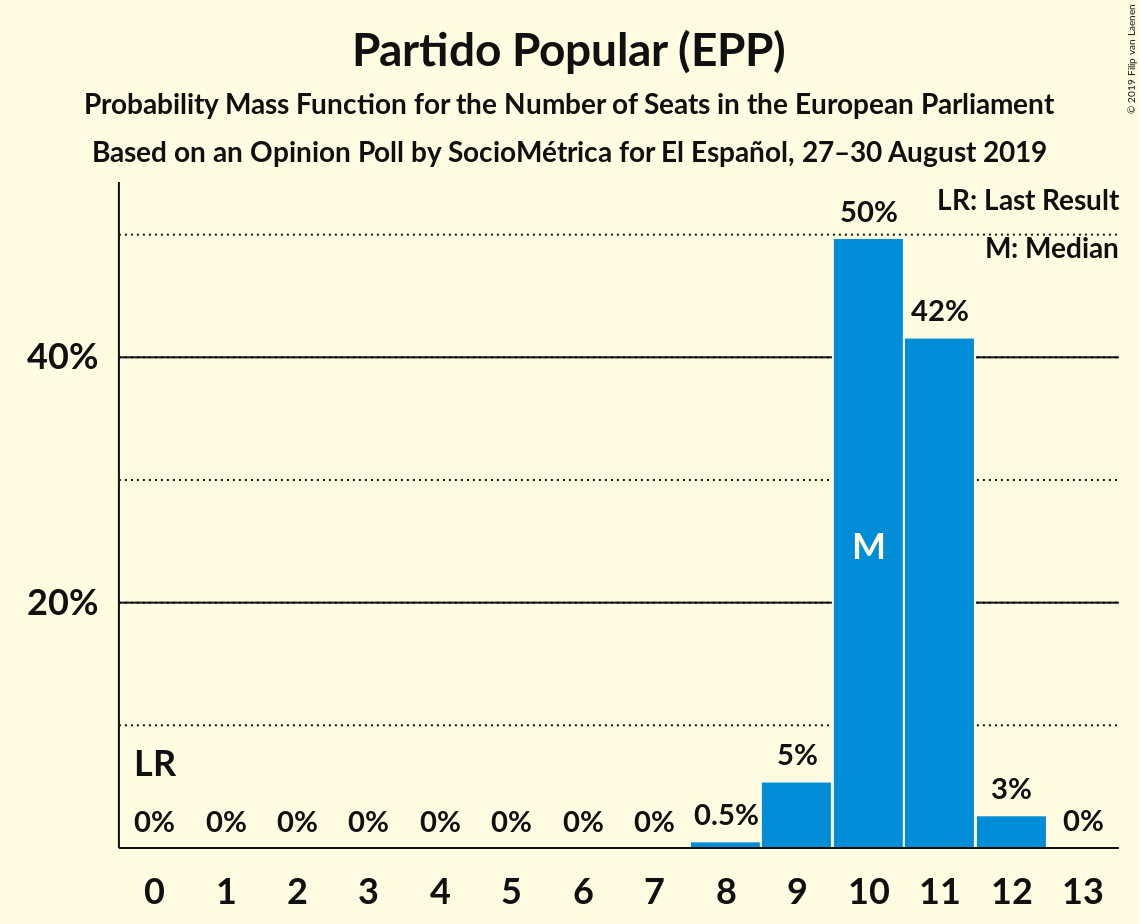 Partido Popular (EPP)
Probability Mass Function for the Number of Seats in the European Parliament
Based on an Opinion Poll by SocioMétrica for El Español, 27–30 August 2019
© 2019 Filip van Laenen
LR: Last Result
M: Median
50%
42%
40%
M
20%
LR
0% 0% 0% 0% 0% 0% 0% 0% 0.5% 5% 3% 0%
0 1 2 3 4 5 6 7 8 9 10 11 12 13